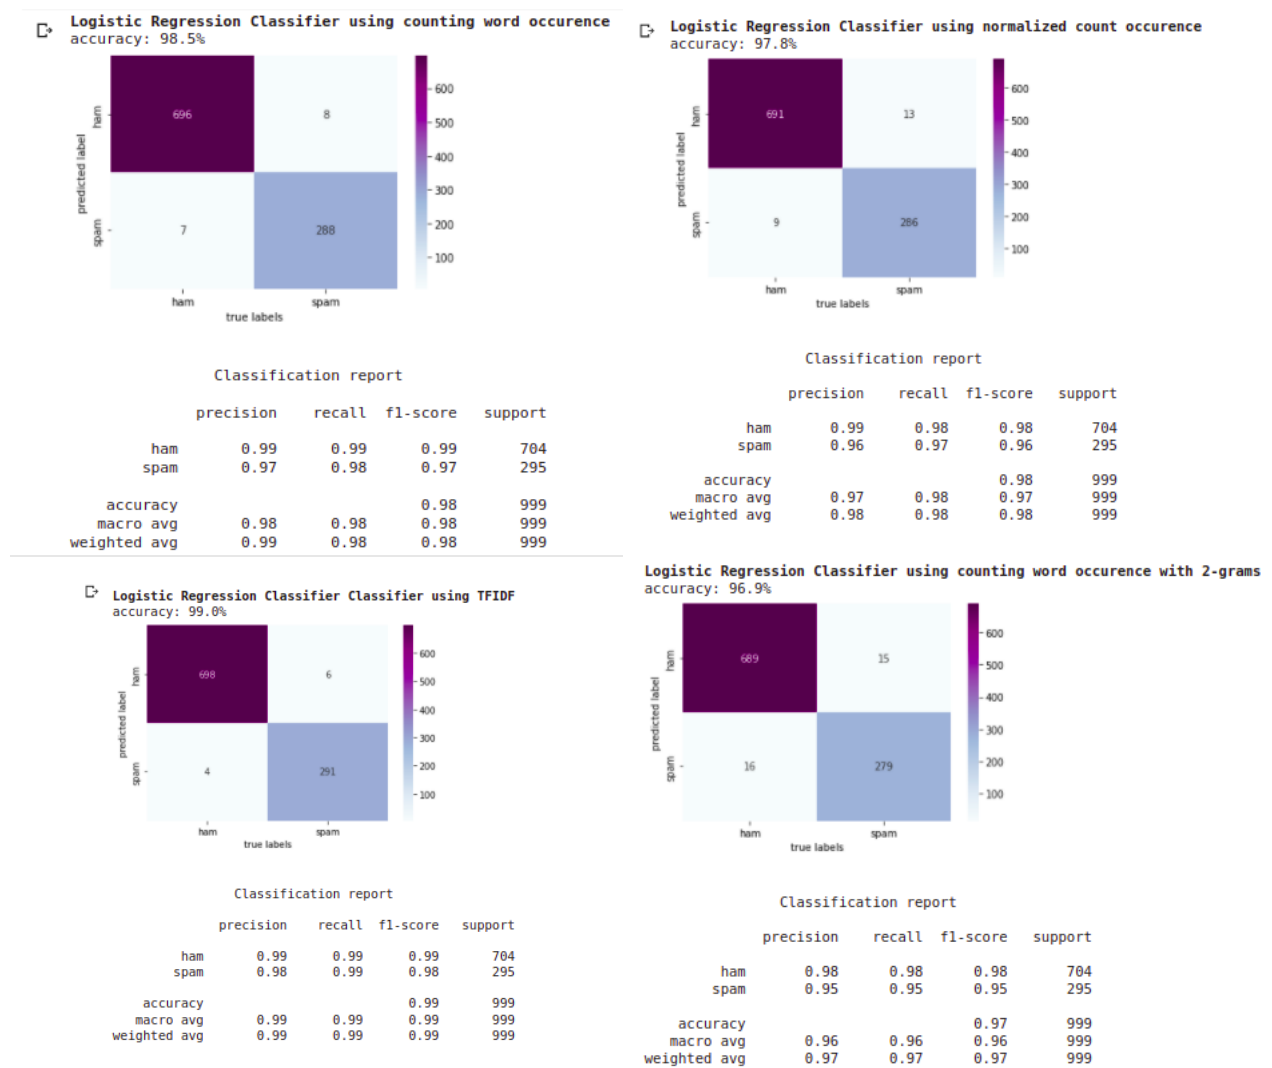 Logistic Regression Classifier using counting word occurence
accuracy: 98.5%
ham
696
8
predicted label
spam
7
288
ham
spam
true labels
600
500
400
300
200
100
Classification report
precision recall f1-score support
ham 0.99 0.99 0.99 704
spam 0.97 0.98 0.97 295
accuracy 0.98 999
macro avg 0.98 0.98 0.98 999
weighted avg 0.99 0.98 0.98 999
Logistic Regression Classifier using normalized count occurence
accuracy: 97.8%
ham
691
13
predicted label
spam
9
286
ham
spam
true labels
600
500
400
300
200
100
Classification report
precision recall f1-score support
ham 0.99 0.98 0.98 704
spam 0.96 0.97 0.96 295
accuracy 0.98 999
macro avg 0.97 0.98 0.97 999
weighted avg 0.98 0.98 0.98 999
Logistic Regression Classifier Classifier using TFIDF
accuracy: 99.0%
ham
698
6
predicted label
spam
4
291
ham
spam
true labels
600
500
400
300
200
100
Classification report
precision recall f1-score support
ham 0.99 0.99 0.99 704
spam 0.98 0.99 0.98 295
accuracy 0.99 999
macro avg 0.99 0.99 0.99 999
weighted avg 0.99 0.99 0.99 999
Logistic Regression Classifier using counting word occurence with 2-grams
accuracy: 96.9%
ham
689
15
predicted label
spam
16
279
ham
spam
true labels
600
500
400
300
200
100
Classification report
precision recall f1-score support
ham 0.98 0.98 0.98 704
spam 0.95 0.95 0.95 295
accuracy 0.97 999
macro avg 0.96 0.96 0.96 999
weighted avg 0.97 0.97 0.97 999